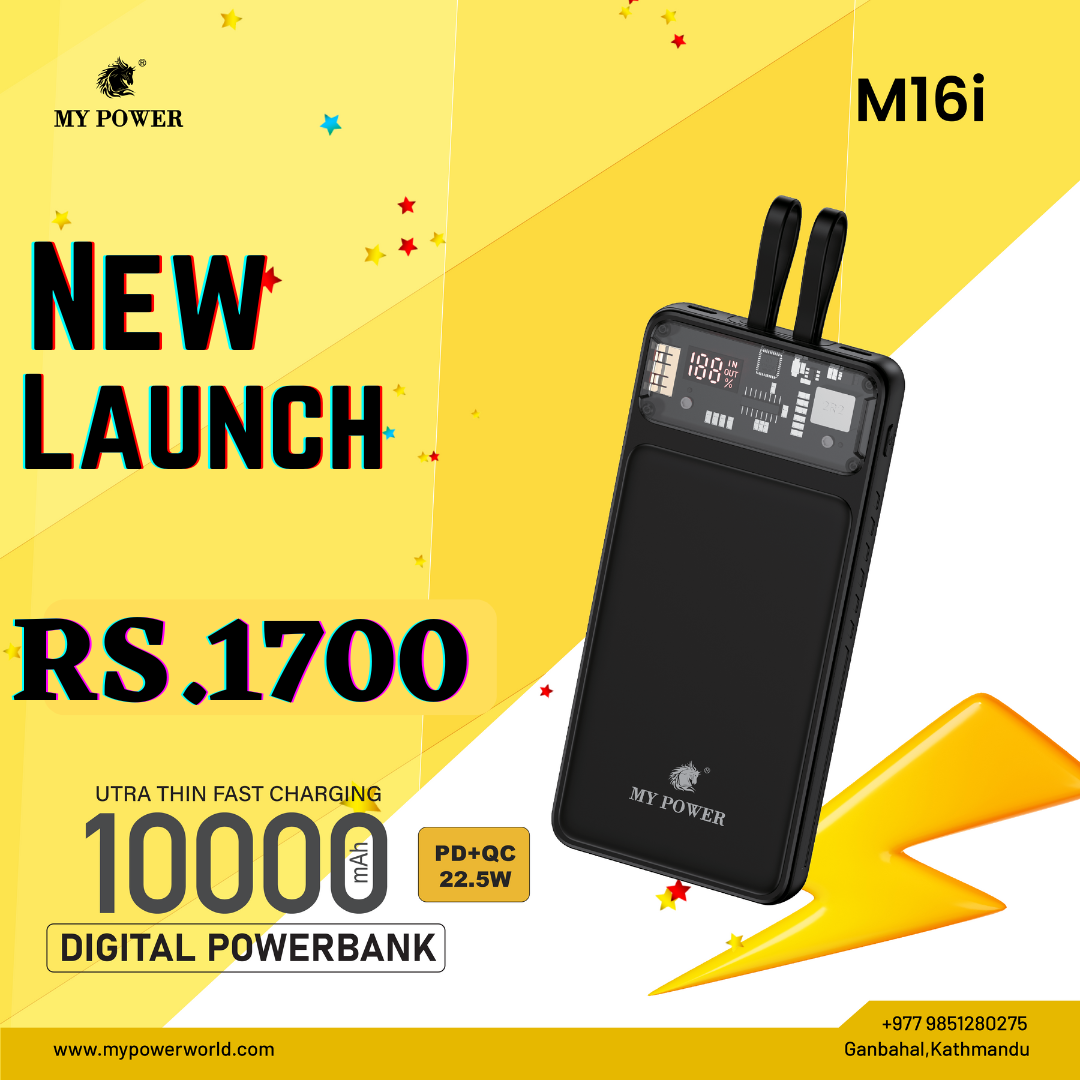 MY POWER
®
M16i
NEW
LAUNCH
188
IN
OUT
%
RS.1700
UTRA THIN FAST CHARGING
10000 mAh
PD+QC
22.5W
DIGITAL POWERBANK
MY POWER
®
+977 9851280275
www.mypowerworld.com
Ganbahal,Kathmandu